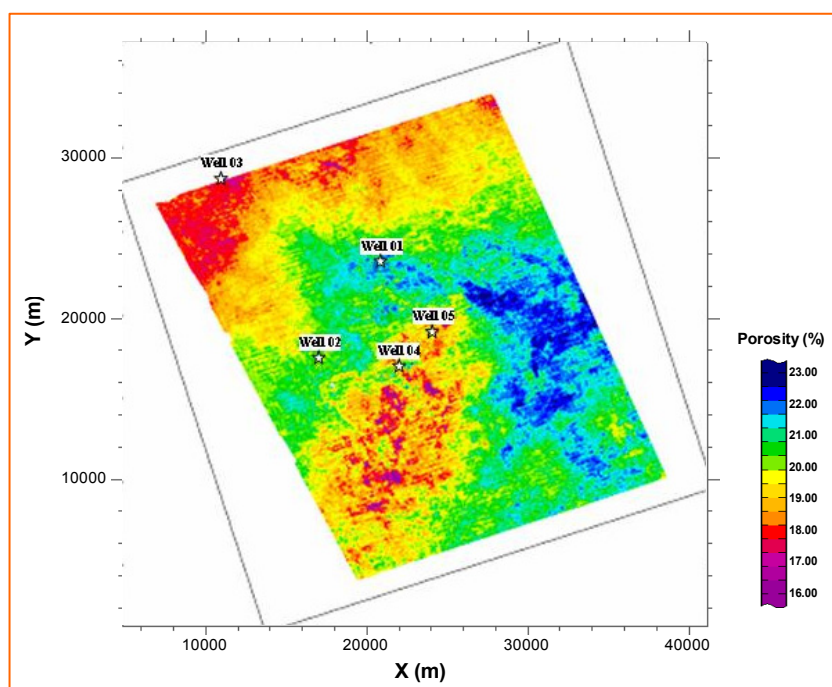 Well 03
30000
Well 01
Y (m)
20000
Well 05
Well 02
Well 04
Porosity (%)
23.00
22.00
21.00
20.00
19.00
18.00
17.00
16.00
10000
10000
20000
30000
40000
X (m)